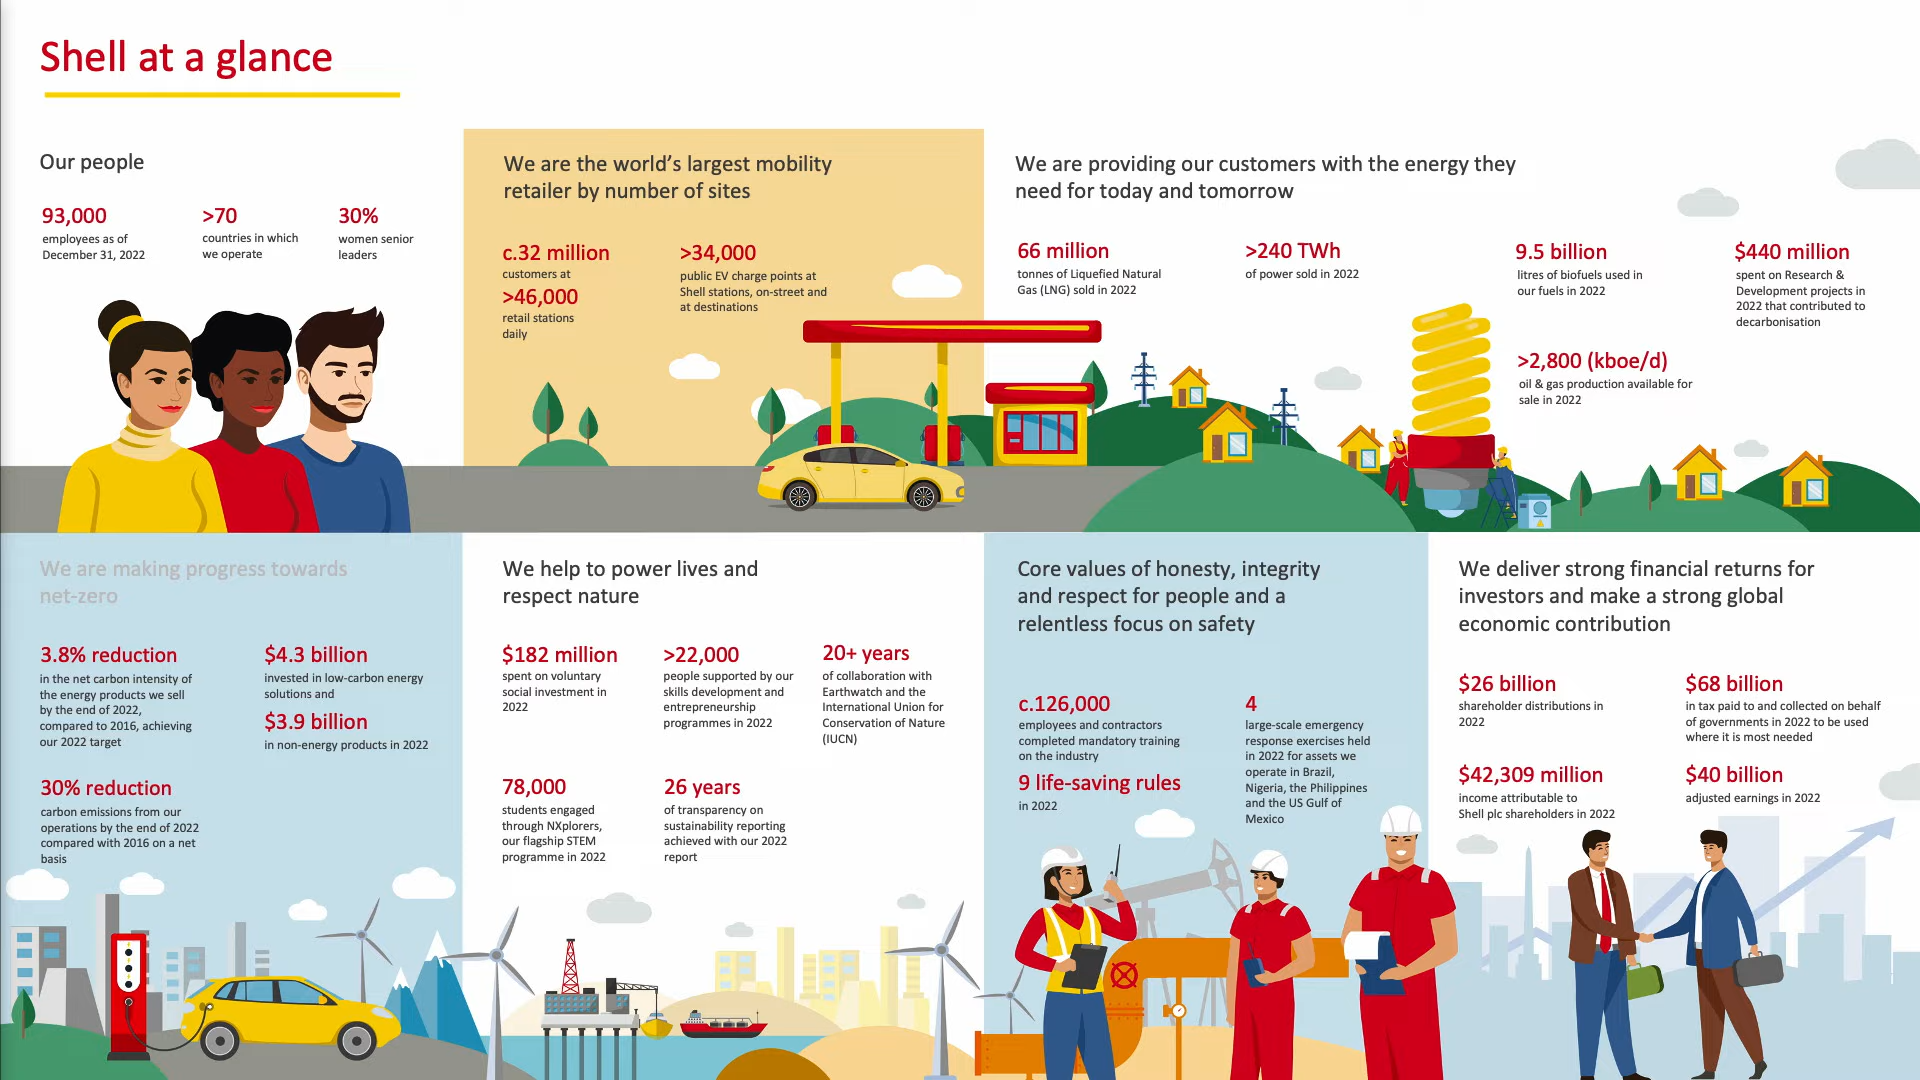 Shell at a glance
Our people
93,000
employees as of
December 31, 2022
>70
countries in which
we operate
30%
women senior
leaders
We are the world's largest mobility
retailer by number of sites
c.32 million
customers at
>46,000
retail stations
daily
>34,000
public EV charge points at
Shell stations, on-street and
at destinations
We are providing our customers with the energy they
need for today and tomorrow
66 million
tonnes of Liquefied Natural
Gas (LNG) sold in 2022
>240 TWh
of power sold in 2022
9.5 billion
litres of biofuels used in
our fuels in 2022
>2,800 (kboe/d)
oil & gas production available for
sale in 2022
$440 million
spent on Research &
Development projects in
2022 that contributed to
decarbonisation
We are making progress towards
net-zero
3.8% reduction
in the net carbon intensity of
the energy products we sell
by the end of 2022,
compared to 2016, achieving
our 2022 target
30% reduction
carbon emissions from our
operations by the end of 2022
compared with 2016 on a net
basis
$4.3 billion
invested in low-carbon energy
solutions and
$3.9 billion
in non-energy products in 2022
We help to power lives and
respect nature
$182 million
spent on voluntary
social investment in
2022
>22,000
people supported by our
skills development and
entrepreneurship
programmes in 2022
20+ years
of collaboration with
Earthwatch and the
International Union for
Conservation of Nature
(IUCN)
78,000
students engaged
through NXplorers,
our flagship STEM
programme in 2022
26 years
of transparency on
sustainability reporting
achieved with our 2022
report
Core values of honesty, integrity
and respect for people and a
relentless focus on safety
c.126,000
employees and contractors
completed mandatory training
on the industry
9 life-saving rules
in 2022
4
large-scale emergency
response exercises held
in 2022 for assets we
operate in Brazil,
Nigeria, the Philippines
and the US Gulf of
Mexico
We deliver strong financial returns for
investors and make a strong global
economic contribution
$26 billion
shareholder distributions in
2022
$68 billion
in tax paid to and collected on behalf
of governments in 2022 to be used
where it is most needed
$42,309 million
income attributable to
Shell plc shareholders in 2022
$40 billion
adjusted earnings in 2022